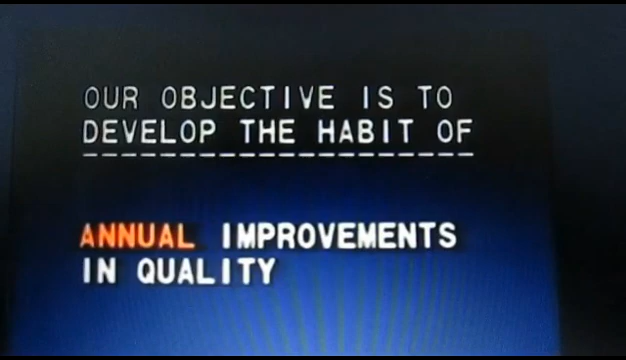 OUR OBJECTIVE IS TO
DEVELOP THE HABIT OF
ANNUAL IMPROVEMENTS
IN QUALITY